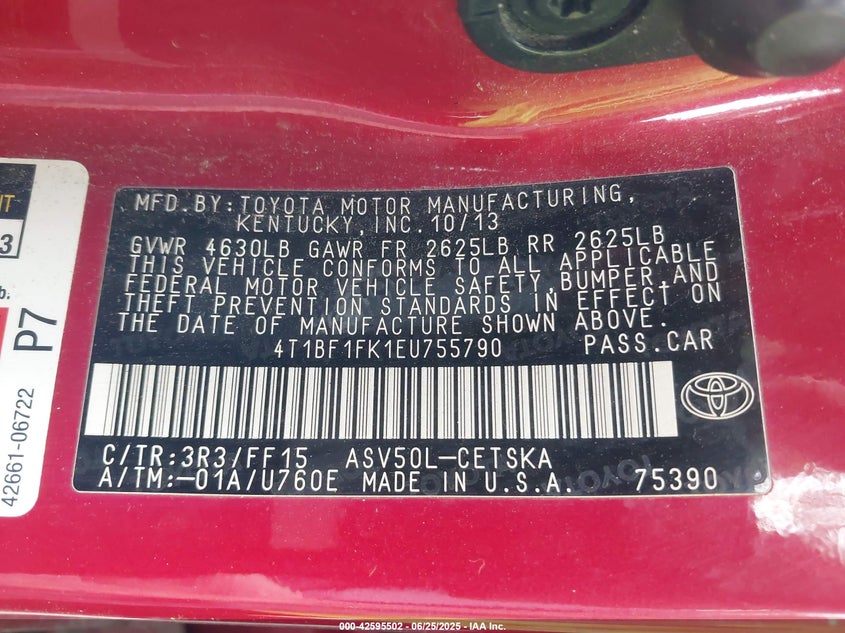 MFD.BY:TOYOTA MOTOR MANUFACTURING,
KENTUCKY, INC. 10/13
GVWR 4630LB GAWR FR 2625LB RR 2625LB
THIS VEHICLE CONFORMS TO ALL APPLICABLE
FEDERAL MOTOR VEHICLE SAFETY,BUMPER,AND
THEFT PREVENTION STANDARDS IN EFFECT ON
THE DATE OF MANUFACTURE SHOWN ABOVE.
4T1BF1FK1EU755790 PASS.CAR
C/TR:3R3/FF15 ASV50L-CETSKA
A/TM:-01A/U760E MADE IN U.S.A. 75390
3
b.
P7
42661-06722
000-42595502 - 06/25/2025 - IAA Inc.